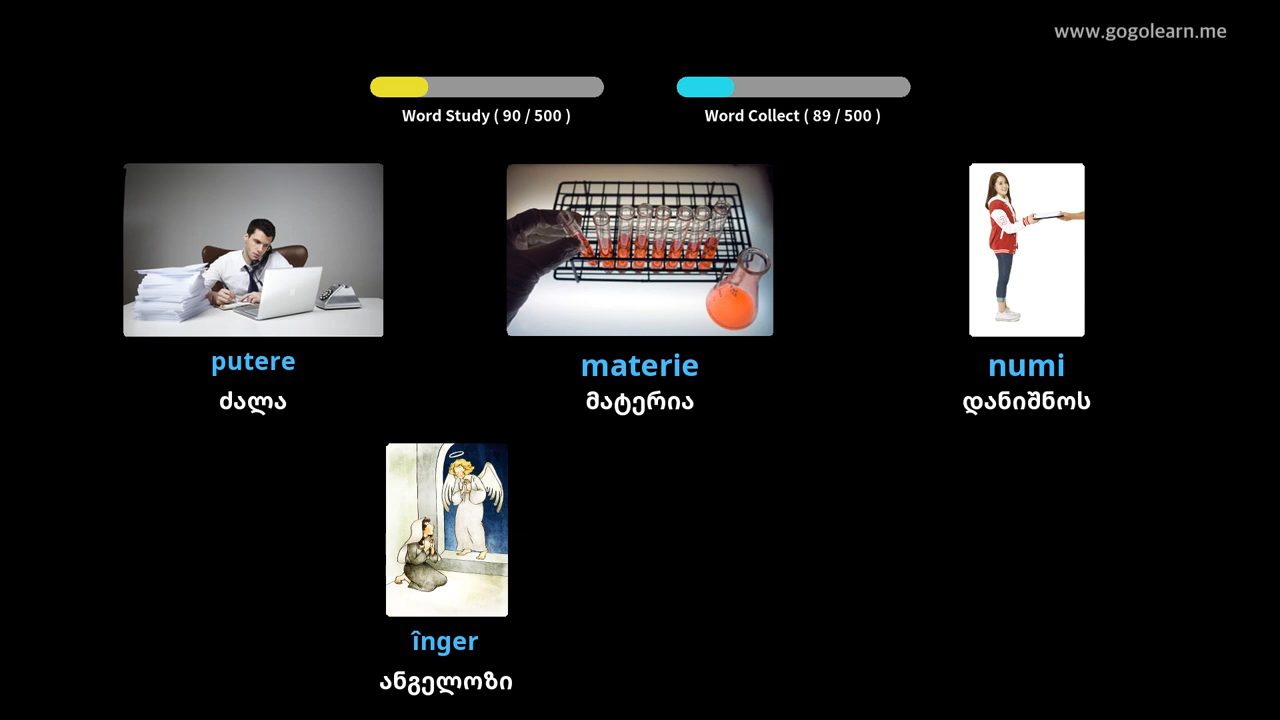 www.gogolearn.me
Word Study ( 90 / 500 )
Word Collect ( 89 / 500 )
putere
ძალა
materie
მატერია
numi
დანიშნოს
înger
ანგელოზი